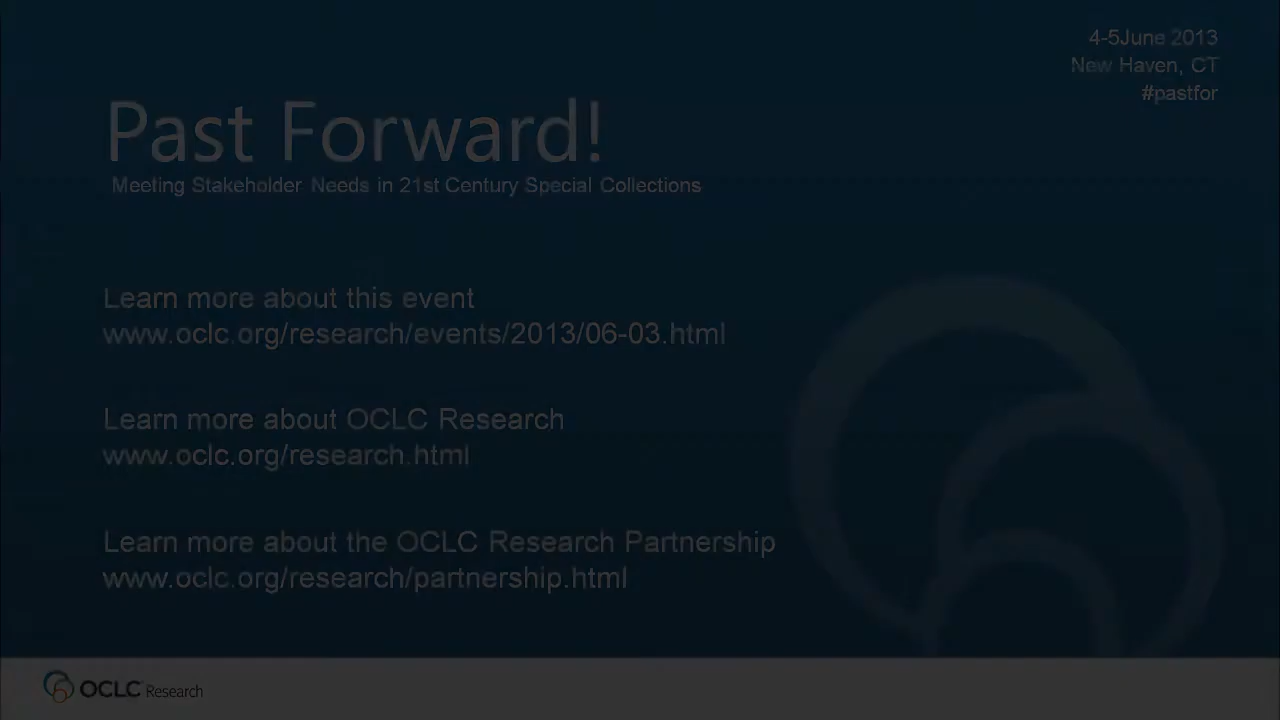 4-5June 2013
New Haven, CT
#pastfor
Past Forward!
Meeting Stakeholder Needs in 21st Century Special Collections
Learn more about this event
www.oclc.org/research/events/2013/06-03.html
Learn more about OCLC Research
www.oclc.org/research.html
Learn more about the OCLC Research Partnership
www.oclc.org/research/partnership.html
OCLC Research